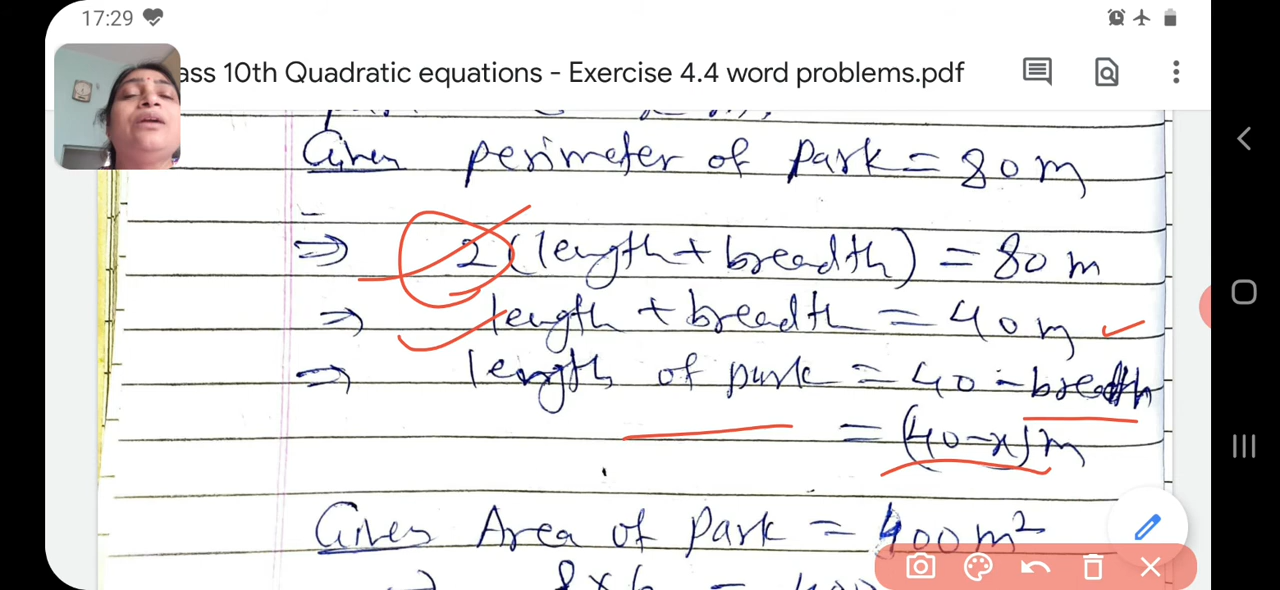 17:29
ass 10th Quadratic equations - Exercise 4.4 word problems.pdf
Given perimeter of Park = 80 m
⇒ 2 (length + breadth) = 80 m
⇒ length + breadth = 40 m
⇒ length of park = 40 - breadth
= (40-x) m
Given Area of Park = 400 m²